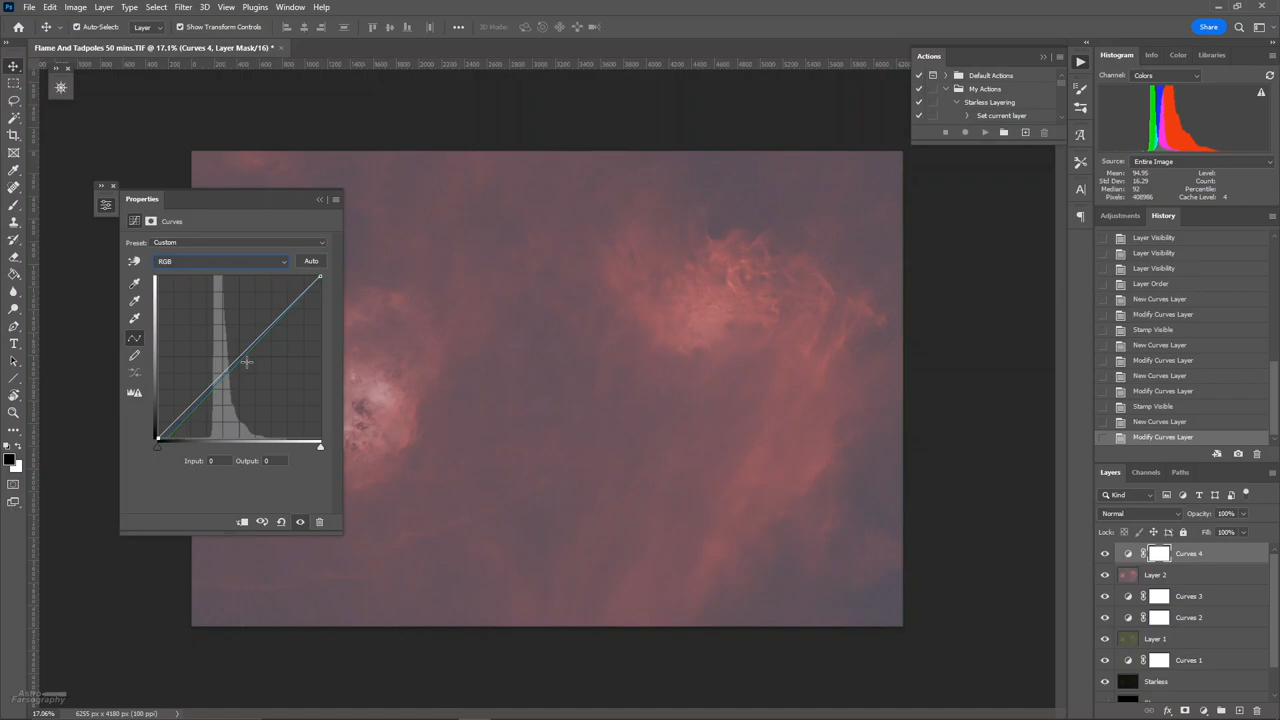 Ps File Edit Image Layer Type Select Filter 3D View Plugins Window Help
Auto-Select: Layer Show Transform Controls 3D Mode: Share
Flame And Tadpoles 50 mins.TIF @ 17.1% (Curves 4, Layer Mask/16) *
Actions
Default Actions
My Actions
Starless Layering
Set current layer
Histogram Info Color Libraries
Channel: Colors
Source: Entire Image
Mean: 94.95 Level:
Std Dev: 16.29 Count:
Median: 92 Percentile:
Pixels: 408986 Cache Level: 4
Adjustments History
Layer Visibility
Layer Visibility
Layer Visibility
Layer Order
New Curves Layer
Modify Curves Layer
Stamp Visible
New Curves Layer
Modify Curves Layer
New Curves Layer
Modify Curves Layer
Stamp Visible
New Curves Layer
Modify Curves Layer
Properties
Curves
Preset: Custom
RGB Auto
Input: 0 Output: 0
Layers Channels Paths
Kind
Normal Opacity: 100%
Lock: Fill: 100%
Curves 4
Layer 2
Curves 3
Curves 2
Layer 1
Curves 1
Starless
Astro
Farsography
17.06% 6255 px x 4180 px (100 ppi)